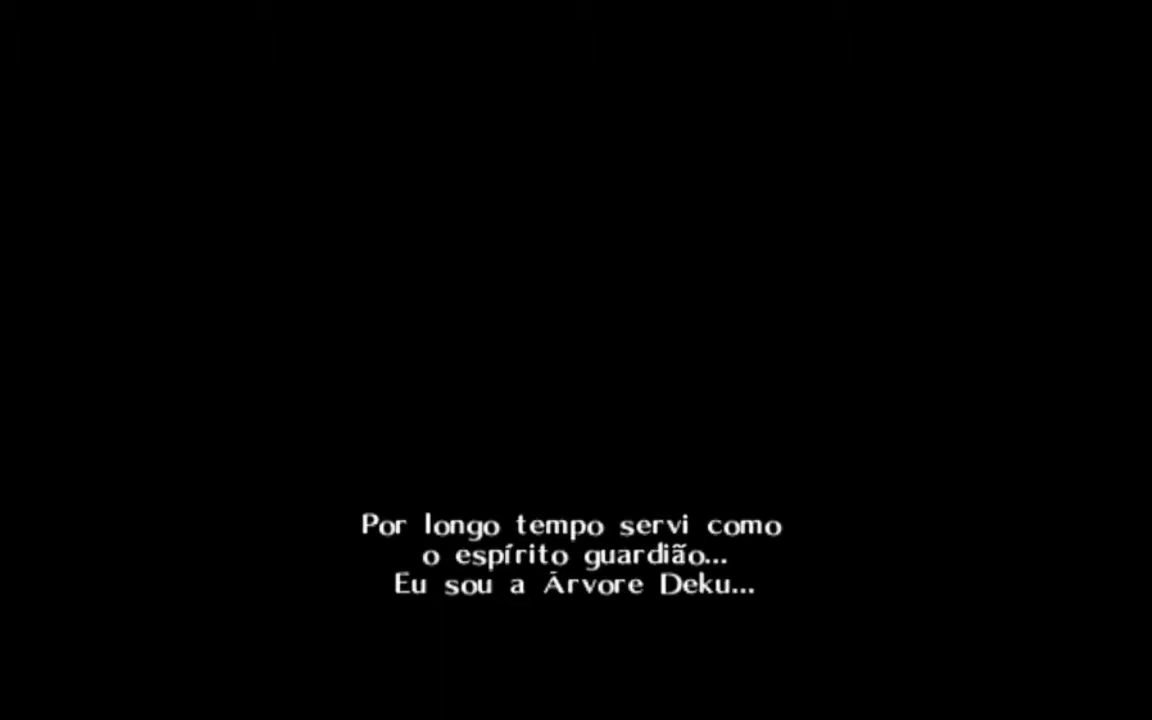 Por longo tempo servi como
o espírito guardião...
Eu sou a Árvore Deku...